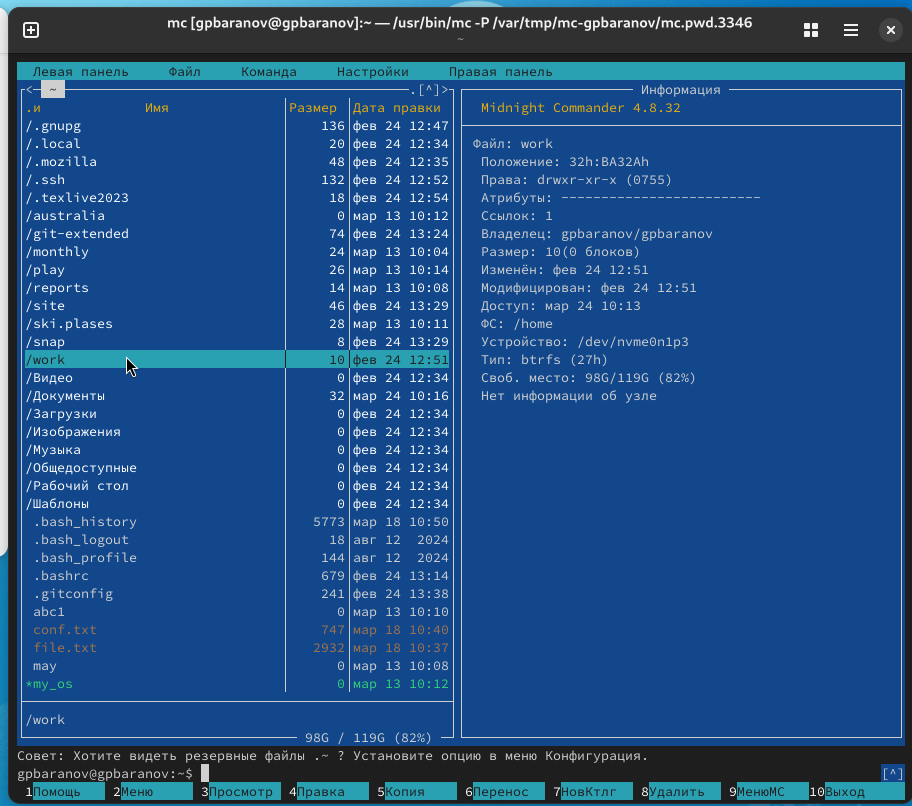 mc [gpbaranov@gpbaranov]:~ — /usr/bin/mc -P /var/tmp/mc-gpbaranov/mc.pwd.3346
~
Левая панель Файл Команда Настройки Правая панель
<─ ~ ─.[^]>
.и Имя Размер Дата правки
/.gnupg 136 фев 24 12:47
/.local 20 фев 24 12:34
/.mozilla 48 фев 24 12:35
/.ssh 132 фев 24 12:52
/.texlive2023 18 фев 24 12:54
/australia 0 мар 13 10:12
/git-extended 74 фев 24 13:24
/monthly 24 мар 13 10:04
/play 26 мар 13 10:14
/reports 14 мар 13 10:08
/site 46 фев 24 13:29
/ski.plases 28 мар 13 10:11
/snap 8 фев 24 13:29
/work 10 фев 24 12:51
/Видео 0 фев 24 12:34
/Документы 32 мар 24 10:16
/Загрузки 0 фев 24 12:34
/Изображения 0 фев 24 12:34
/Музыка 0 фев 24 12:34
/Общедоступные 0 фев 24 12:34
/Рабочий стол 0 фев 24 12:34
/Шаблоны 0 фев 24 12:34
.bash_history 5773 мар 18 10:50
.bash_logout 18 авг 12 2024
.bash_profile 144 авг 12 2024
.bashrc 679 фев 24 13:14
.gitconfig 241 фев 24 13:38
abc1 0 мар 13 10:10
conf.txt 747 мар 18 10:40
file.txt 2932 мар 18 10:37
may 0 мар 13 10:08
*my_os 0 мар 13 10:12
/work
98G / 119G (82%)
Информация
Midnight Commander 4.8.32
Файл: work
Положение: 32h:BA32Ah
Права: drwxr-xr-x (0755)
Атрибуты: -------------------------
Ссылок: 1
Владелец: gpbaranov/gpbaranov
Размер: 10(0 блоков)
Изменён: фев 24 12:51
Модифицирован: фев 24 12:51
Доступ: мар 24 10:13
ФС: /home
Устройство: /dev/nvme0n1p3
Тип: btrfs (27h)
Своб. место: 98G/119G (82%)
Нет информации об узле
Совет: Хотите видеть резервные файлы .~ ? Установите опцию в меню Конфигурация.
gpbaranov@gpbaranov:~$ [^]
1Помощь 2Меню 3Просмотр 4Правка 5Копия 6Перенос 7НовКтлг 8Удалить 9МенюМС 10Выход